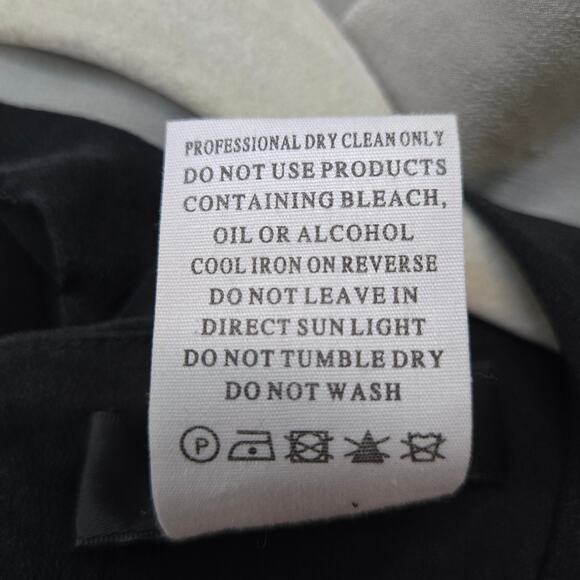 PROFESSIONAL DRY CLEAN ONLY
DO NOT USE PRODUCTS
CONTAINING BLEACH,
OIL OR ALCOHOL
COOL IRON ON REVERSE
DO NOT LEAVE IN
DIRECT SUN LIGHT
DO NOT TUMBLE DRY
DO NOT WASH
P